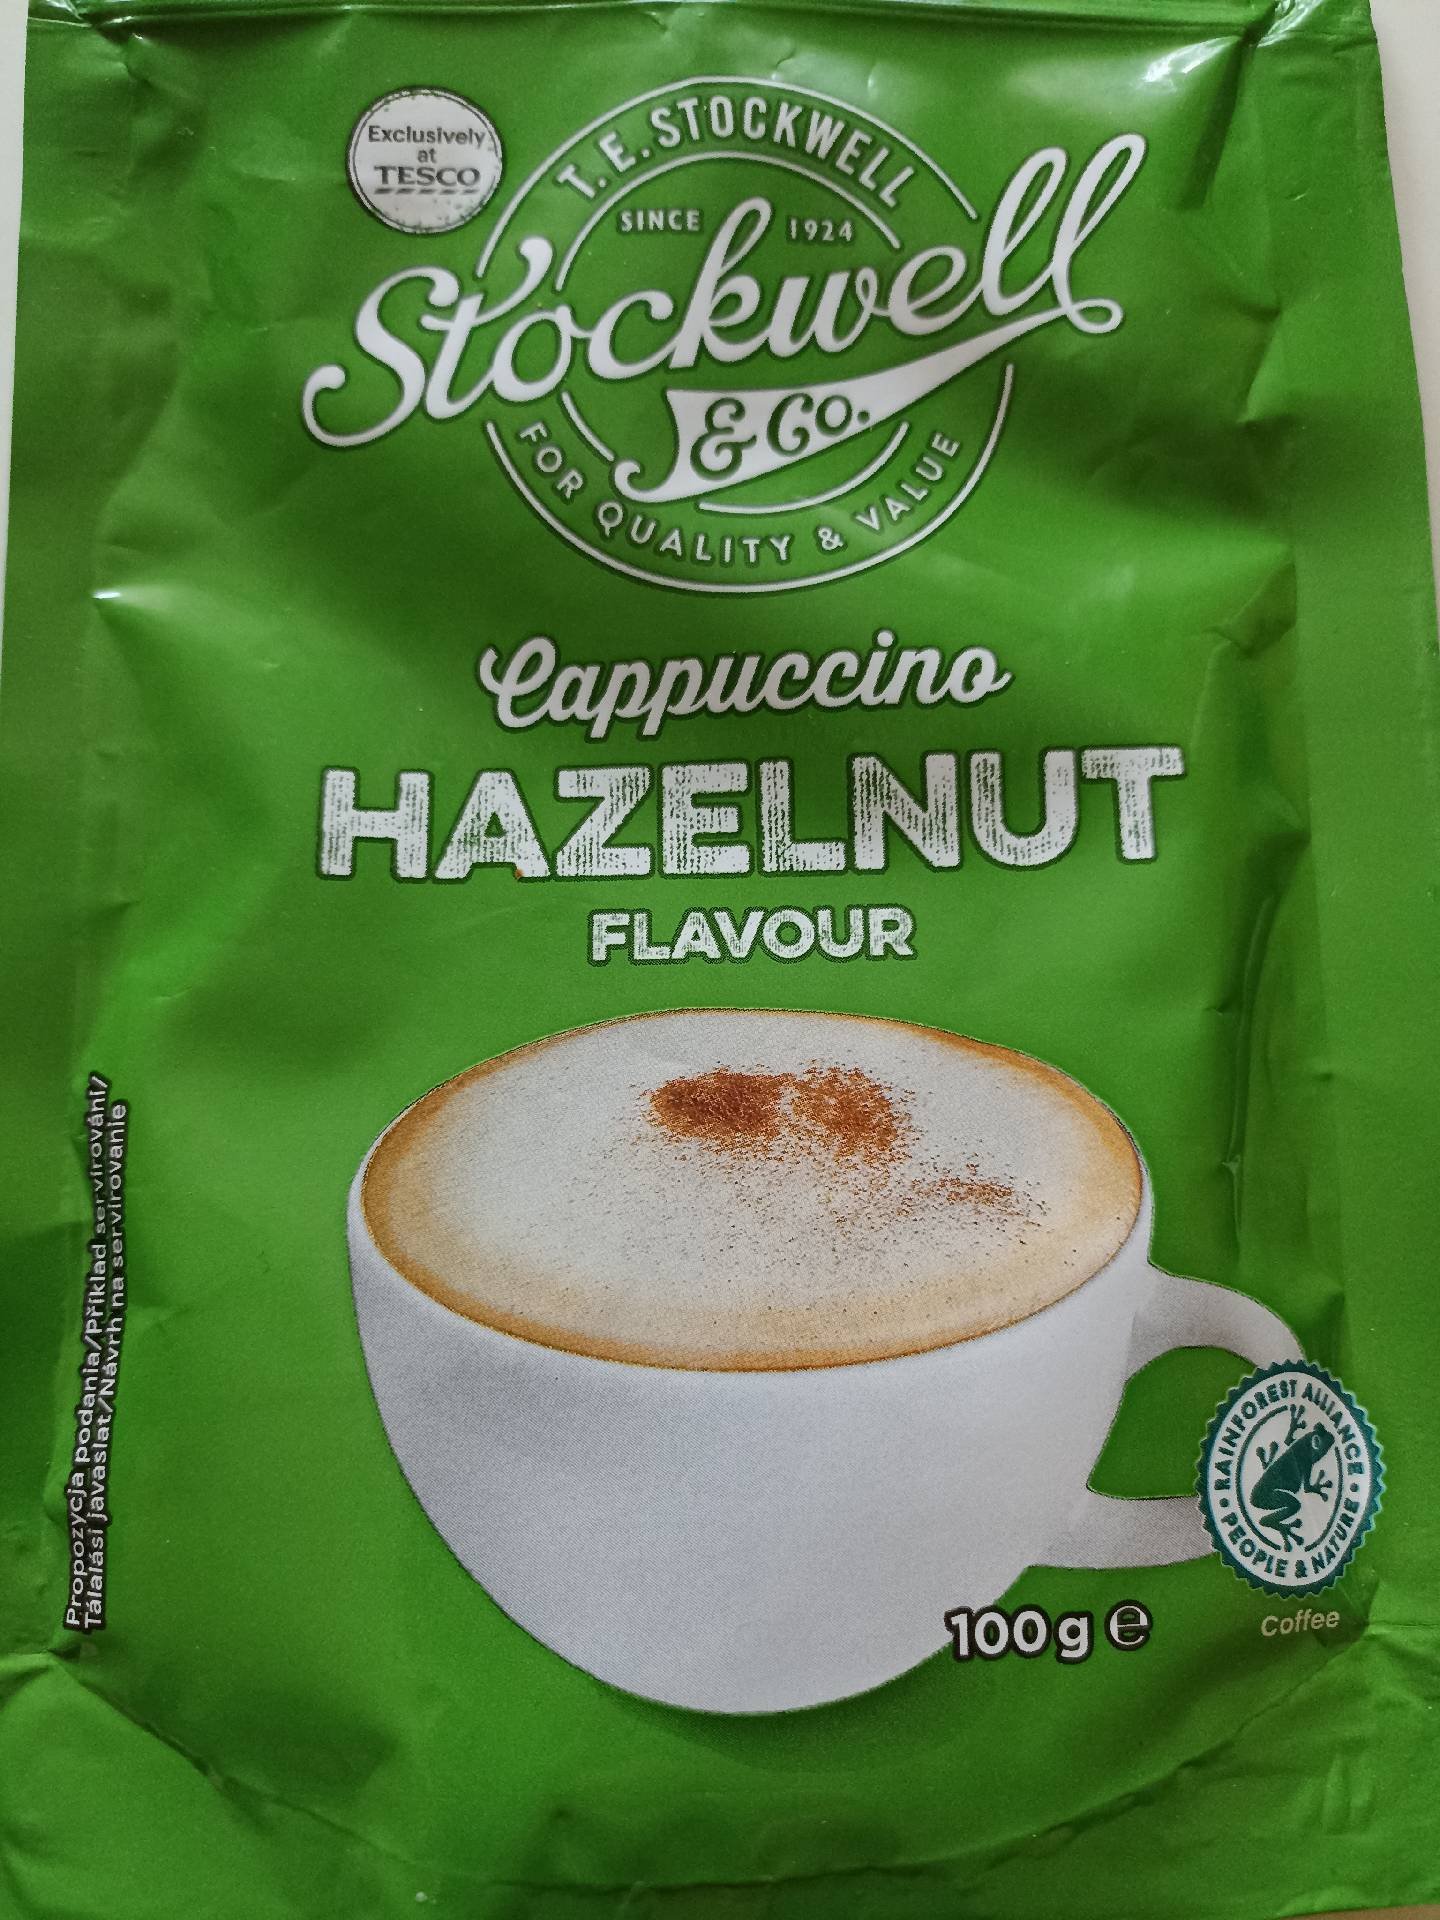 Exclusively
at
TESCO
T. E. STOCKWELL
SINCE 1924
Stockwell
& Co.
FOR QUALITY & VALUE
Cappuccino
HAZELNUT
FLAVOUR
Propozycja podania/Příklad servírování/
Tálalási javaslat/Návrh na servírovanie
RAINFOREST ALLIANCE
• PEOPLE & NATURE •
100g ℮
Coffee